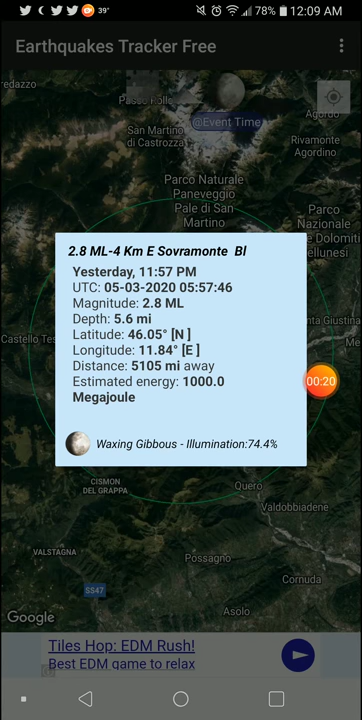 39°
78%
12:09 AM
Earthquakes Tracker Free
redazzo
Passo Rolle
@Event Time
Agordo
San Martino
di Castrozza
Rivamonte
Agordino
Parco Naturale
Paneveggio
Pale di San
Martino
Parco
Nazionale
e Dolomiti
ellunesi
2.8 ML-4 Km E Sovramonte Bl
Yesterday, 11:57 PM
UTC: 05-03-2020 05:57:46
Magnitude: 2.8 ML
Depth: 5.6 mi
Latitude: 46.05° [N ]
Longitude: 11.84° [E ]
Distance: 5105 mi away
Estimated energy: 1000.0
Megajoule
Waxing Gibbous - Illumination:74.4%
Castello Tes
nta Giustina
Me
00:20
CISMON
DEL GRAPPA
Quero
Valdobbiadene
VALSTAGNA
Possagno
Cornuda
SS47
Asolo
Google
Tiles Hop: EDM Rush!
Best EDM game to relax